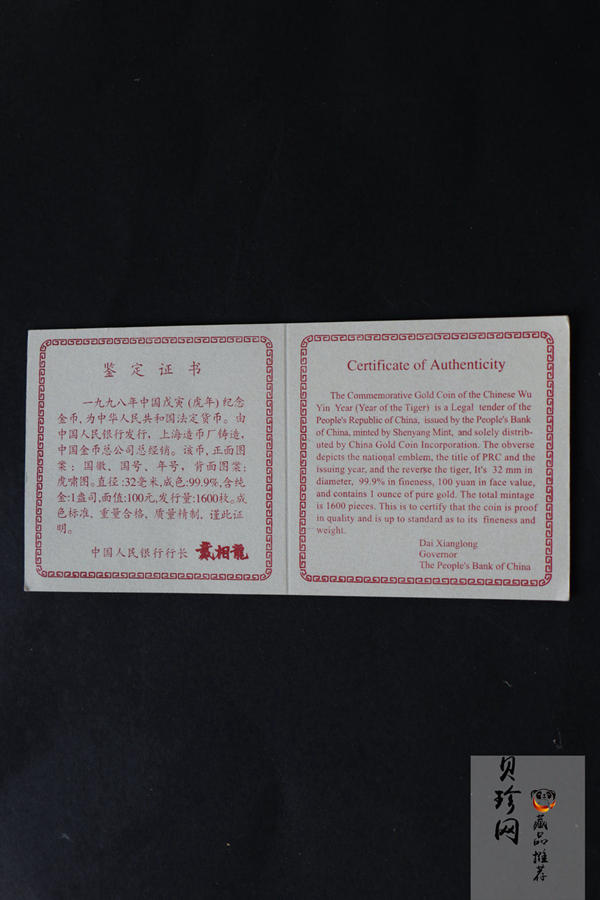 鉴定证书
一九九八年中国戊寅(虎年)纪念
金币、为中华人民共和国法定货币。由
中国人民银行发行，上海造币厂铸造，
中国金币总公司总经销。该币，正面图
案：国徽、国号、年号，背面图案：
虎啸图。直径:32毫米,成色:99.9%,含纯
金:1盎司,面值:100元,发行量:1600枚。成
色标准、重量合格、质量精制、谨此证
明。
中国人民银行行长 戴相龍
Certificate of Authenticity
The Commemorative Gold Coin of the Chinese Wu
Yin Year (Year of the Tiger) is a Legal tender of the
People's Republic of China, issued by the People's Bank
of China, minted by Shenyang Mint, and solely distrib-
uted by China Gold Coin Incorporation. The obverse
depicts the national emblem, the title of PRC and the
issuing year, and the reverse the tiger, It's 32 mm in
diameter, 99.9% in fineness, 100 yuan in face value,
and contains 1 ounce of pure gold. The total mintage
is 1600 pieces. This is to certify that the coin is proof
in quality and is up to standard as to its fineness and
weight.
Dai Xianglong
Governor
The People's Bank of China
贝珍网
藏品推荐